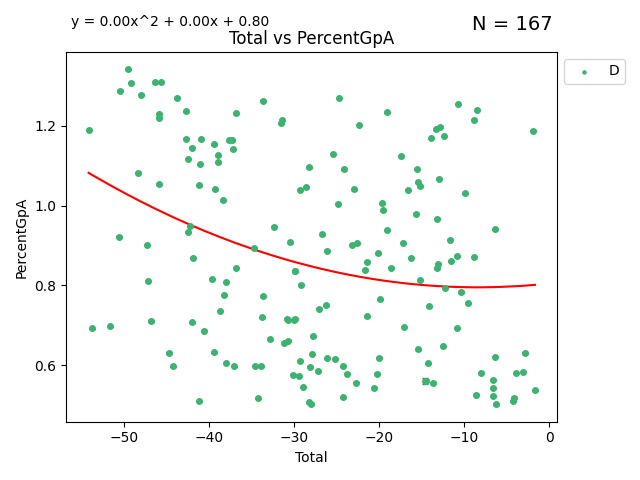 y = 0.00x^2 + 0.00x + 0.80
N = 167
Total vs PercentGpA
D
PercentGpA
1.2
1.0
0.8
0.6
−50 −40 −30 −20 −10 0
Total